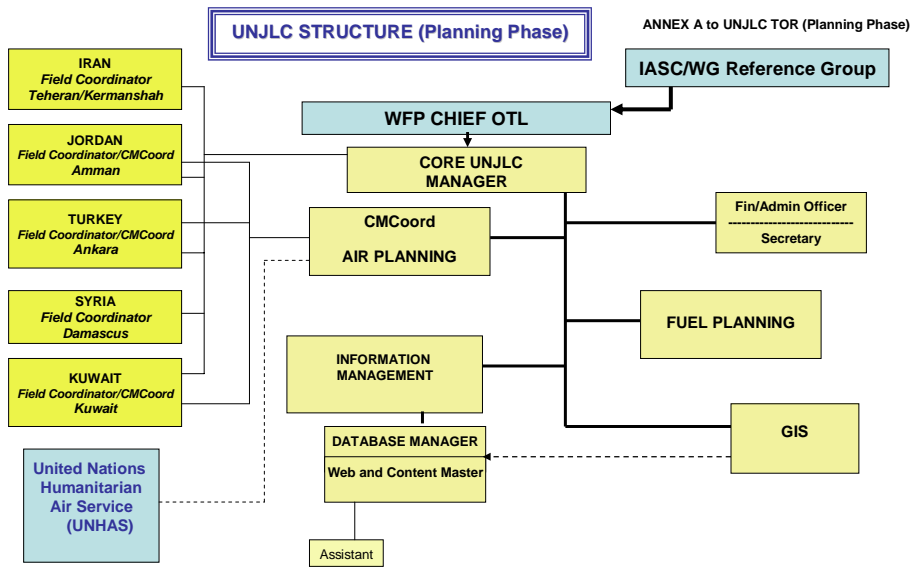 UNJLC STRUCTURE (Planning Phase)
ANNEX A to UNJLC TOR (Planning Phase)
IASC/WG Reference Group
WFP CHIEF OTL
CORE UNJLC
MANAGER
IRAN
Field Coordinator
Teheran/Kermanshah
JORDAN
Field Coordinator/CMCoord
Amman
TURKEY
Field Coordinator/CMCoord
Ankara
SYRIA
Field Coordinator
Damascus
KUWAIT
Field Coordinator/CMCoord
Kuwait
United Nations
Humanitarian
Air Service
(UNHAS)
CMCoord
AIR PLANNING
INFORMATION
MANAGEMENT
DATABASE MANAGER
Web and Content Master
Assistant
Fin/Admin Officer
---------------------------
Secretary
FUEL PLANNING
GIS